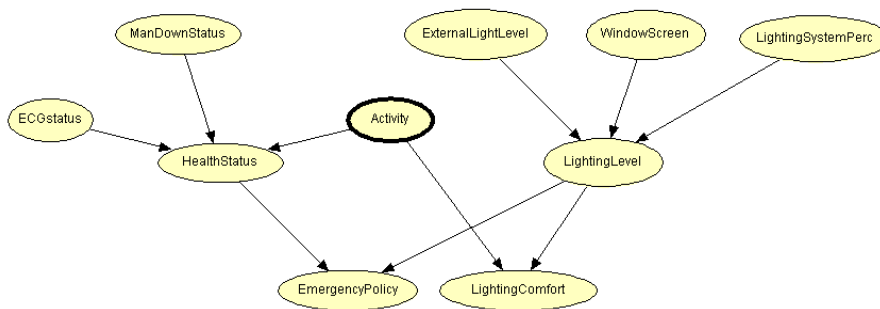 ManDownStatus
ExternalLightLevel
WindowScreen
LightingSystemPerc
ECGstatus
Activity
HealthStatus
LightingLevel
EmergencyPolicy
LightingComfort